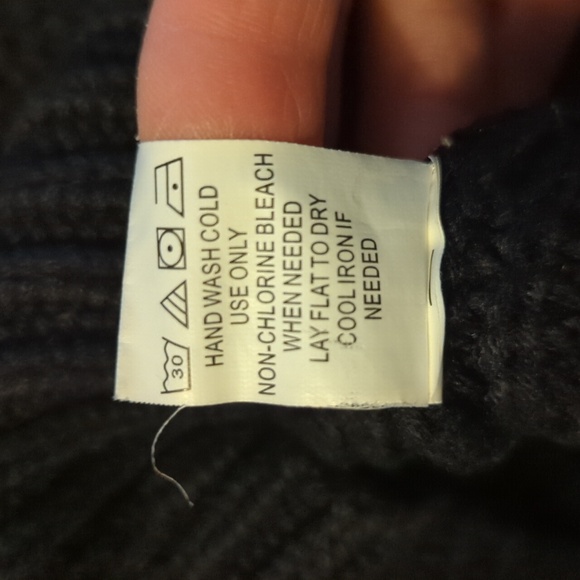 30
HAND WASH COLD
USE ONLY
NON-CHLORINE BLEACH
WHEN NEEDED
LAY FLAT TO DRY
COOL IRON IF
NEEDED